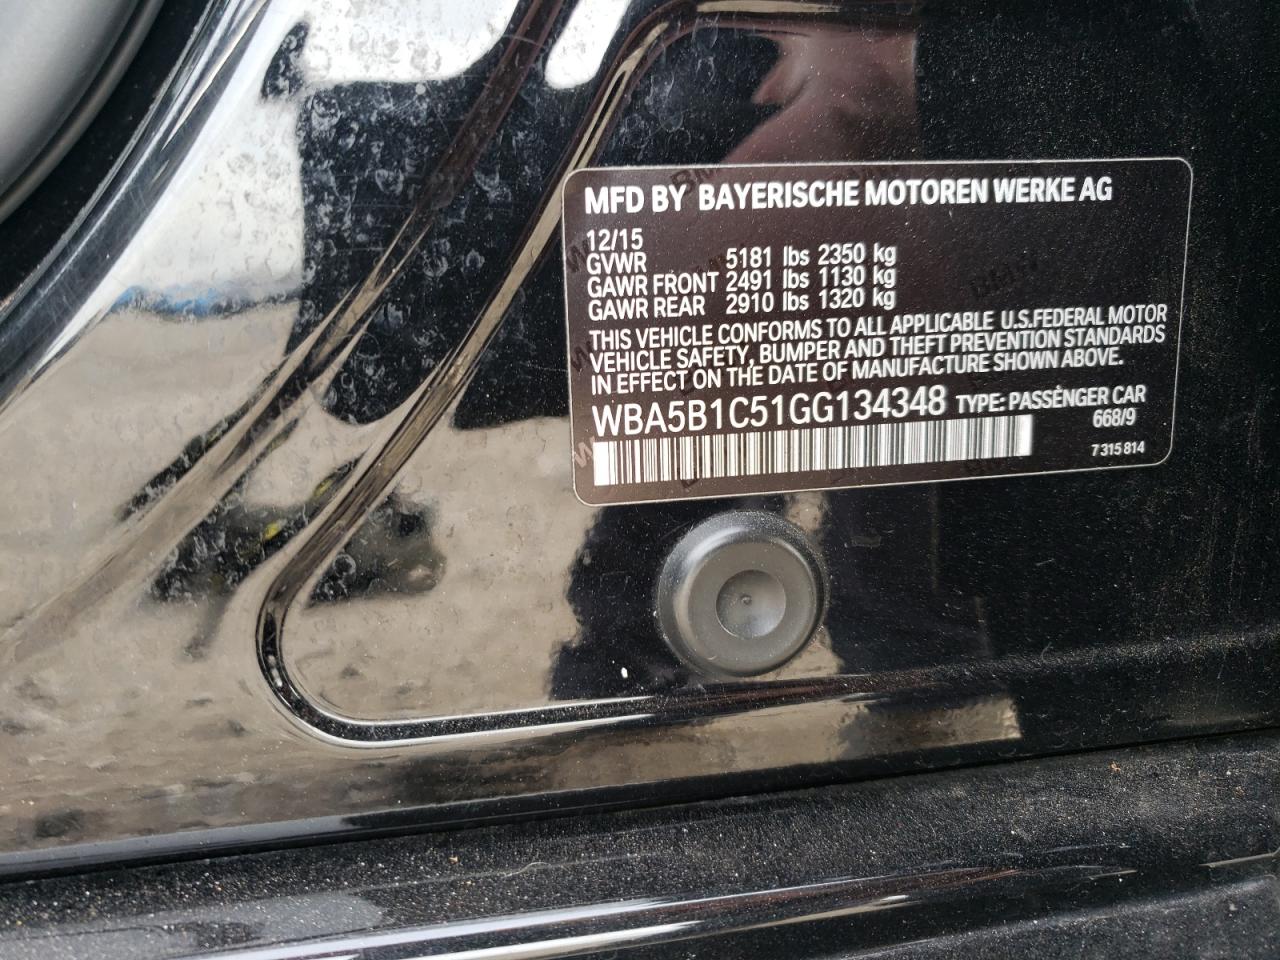 MFD BY BAYERISCHE MOTOREN WERKE AG
12/15
GVWR 5181 lbs 2350 kg
GAWR FRONT 2491 lbs 1130 kg
GAWR REAR 2910 lbs 1320 kg
THIS VEHICLE CONFORMS TO ALL APPLICABLE U.S.FEDERAL MOTOR
VEHICLE SAFETY, BUMPER AND THEFT PREVENTION STANDARDS
IN EFFECT ON THE DATE OF MANUFACTURE SHOWN ABOVE.
WBA5B1C51GG134348 TYPE: PASSENGER CAR
668/9
7 315 814